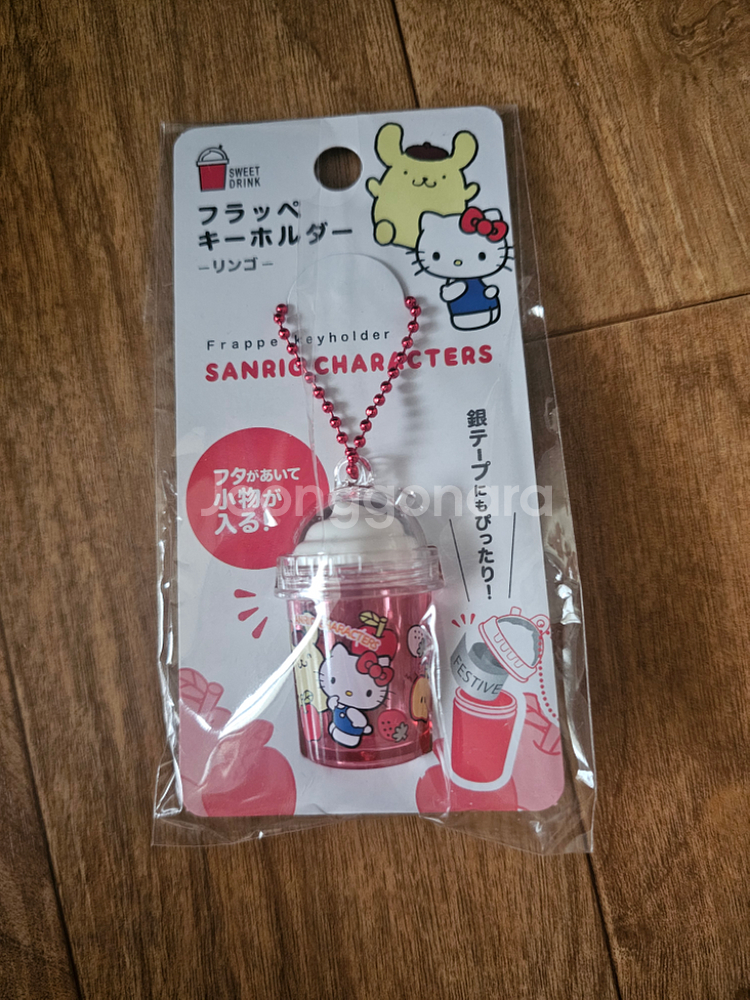 SWEET
DRINK
フラッペ
キーホルダー
−リンゴ−
Frappe keyholder
SANRIO CHARACTERS
フタがあいて
小物が
入る!
銀テープにもぴったり!
joonggonara
CHARACTERS
FESTIVE